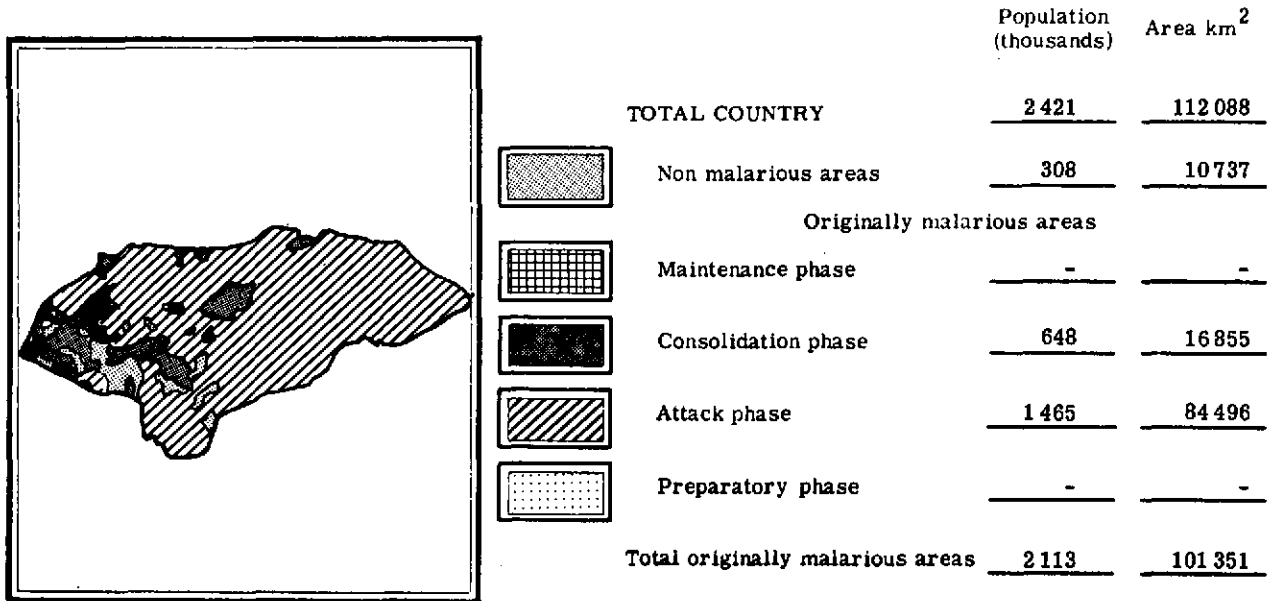 Population (thousands) Area km²
TOTAL COUNTRY 2 421 112 088
Non malarious areas 308 10 737
Originally malarious areas
Maintenance phase - -
Consolidation phase 648 16 855
Attack phase 1 465 84 496
Preparatory phase - -
Total originally malarious areas 2 113 101 351